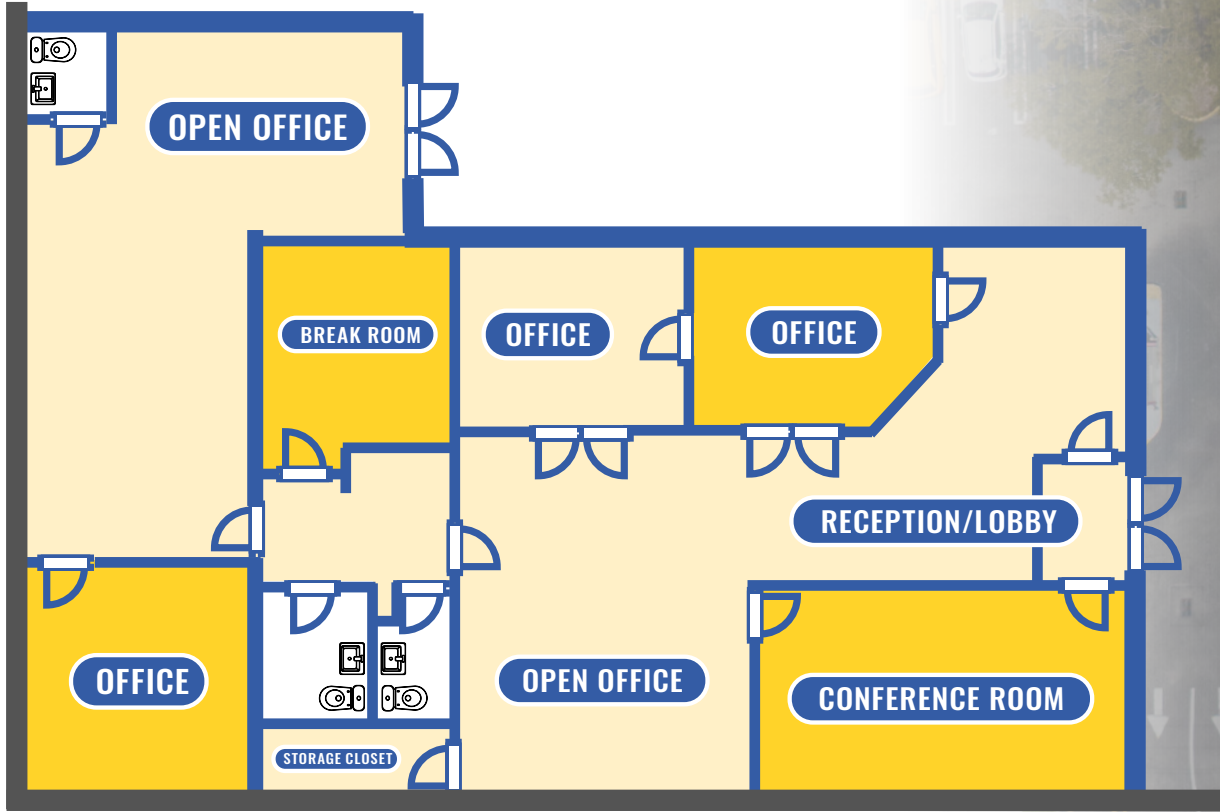 OPEN OFFICE
BREAK ROOM
OFFICE
OFFICE
RECEPTION/LOBBY
OFFICE
OPEN OFFICE
CONFERENCE ROOM
STORAGE CLOSET